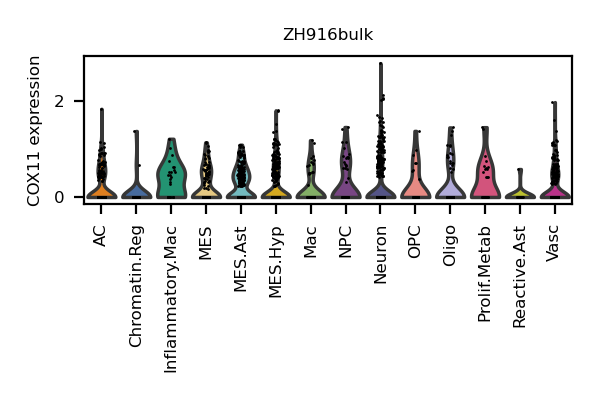 ZH916bulk
COX11 expression
2
0
AC
Chromatin.Reg
Inflammatory.Mac
MES
MES.Ast
MES.Hyp
Mac
NPC
Neuron
OPC
Oligo
Prolif.Metab
Reactive.Ast
Vasc